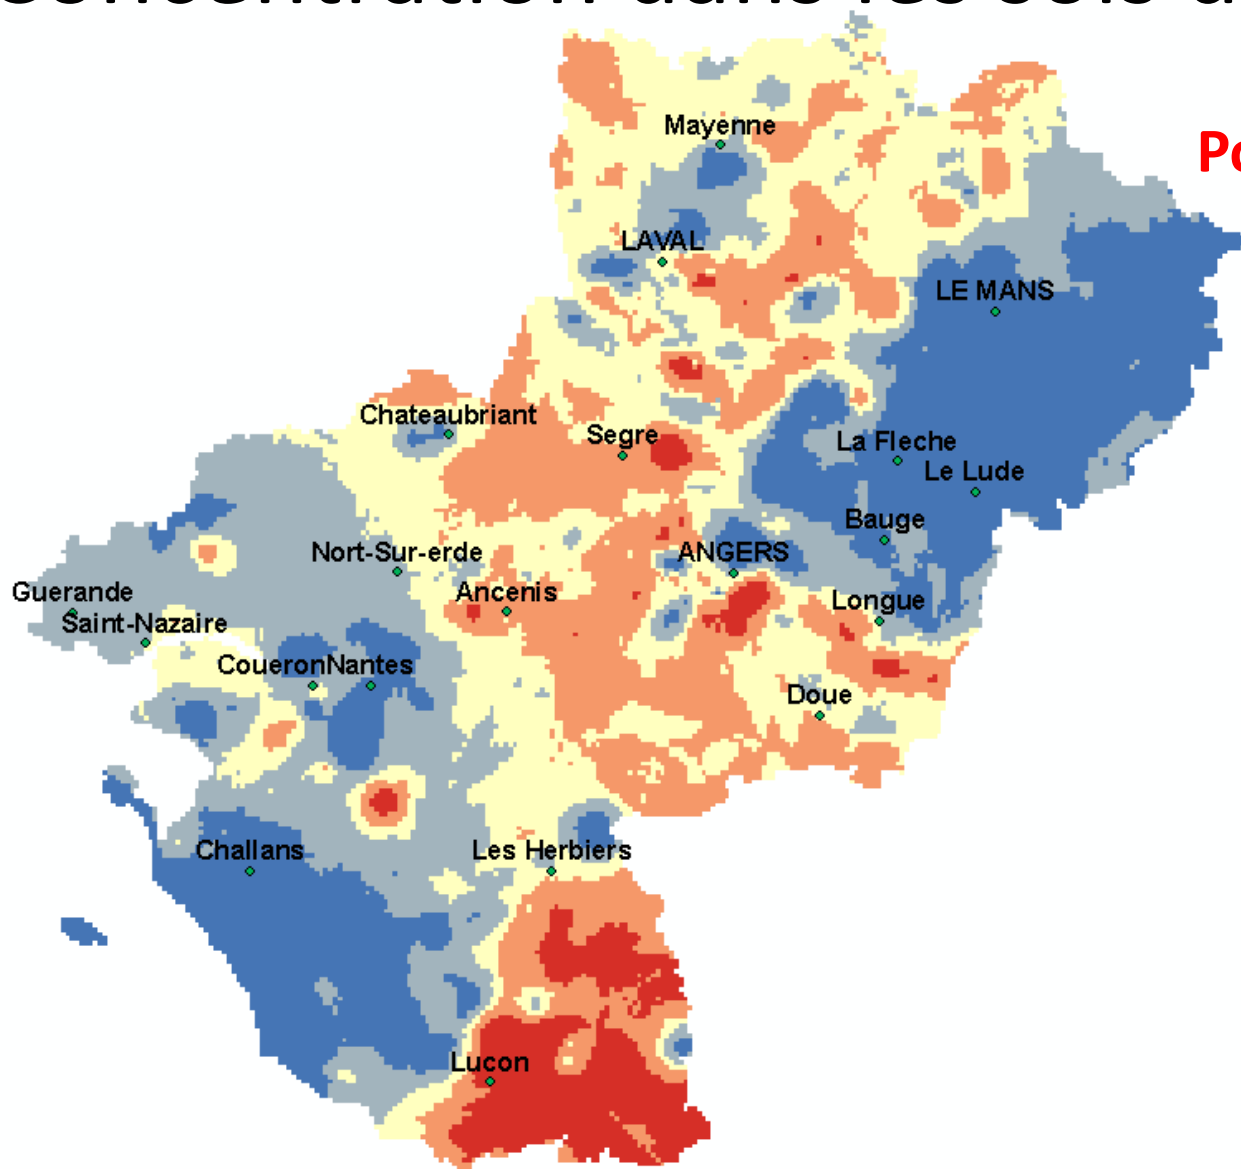 Mayenne
Po
LAVAL
LE MANS
Chateaubriant
Segre
La Fleche
Le Lude
Bauge
Nort-Sur-erde
ANGERS
Guerande
Ancenis
Longue
Saint-Nazaire
CoueronNantes
Doue
Challans
Les Herbiers
Lucon